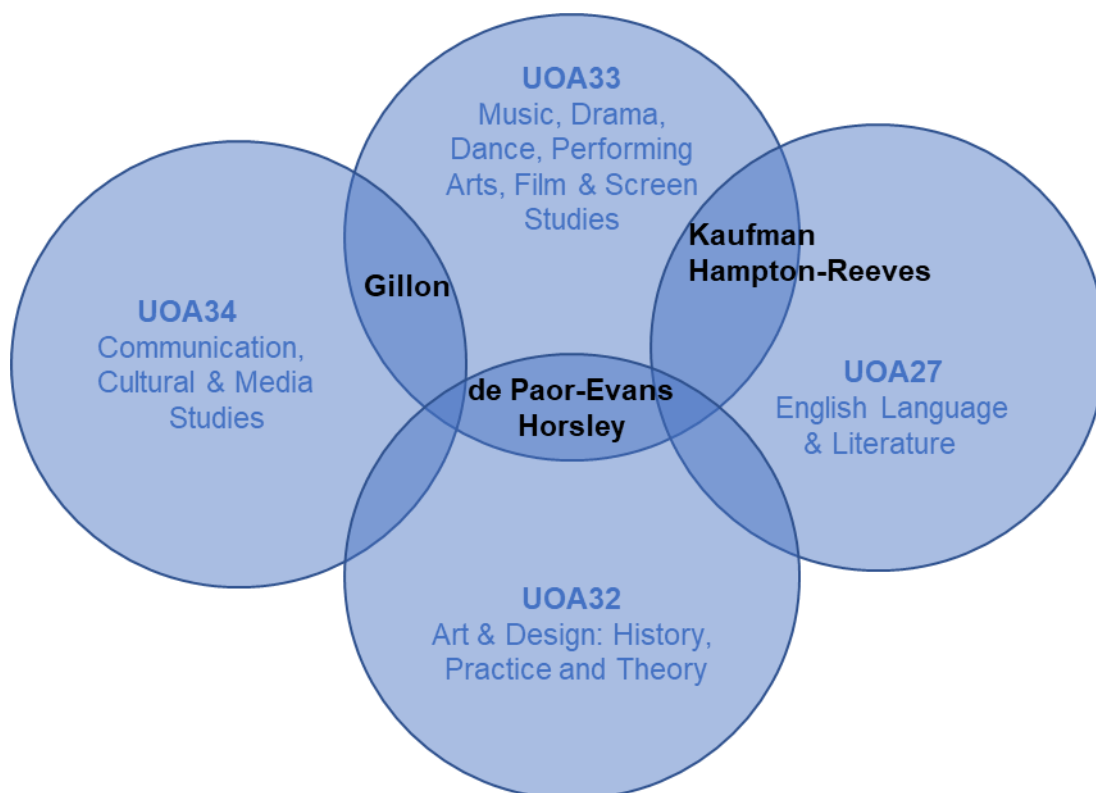 UOA33
Music, Drama,
Dance, Performing
Arts, Film & Screen
Studies
Kaufman
Hampton-Reeves
Gillon
UOA34
Communication,
Cultural & Media
Studies
UOA27
English Language
& Literature
de Paor-Evans
Horsley
UOA32
Art & Design: History,
Practice and Theory